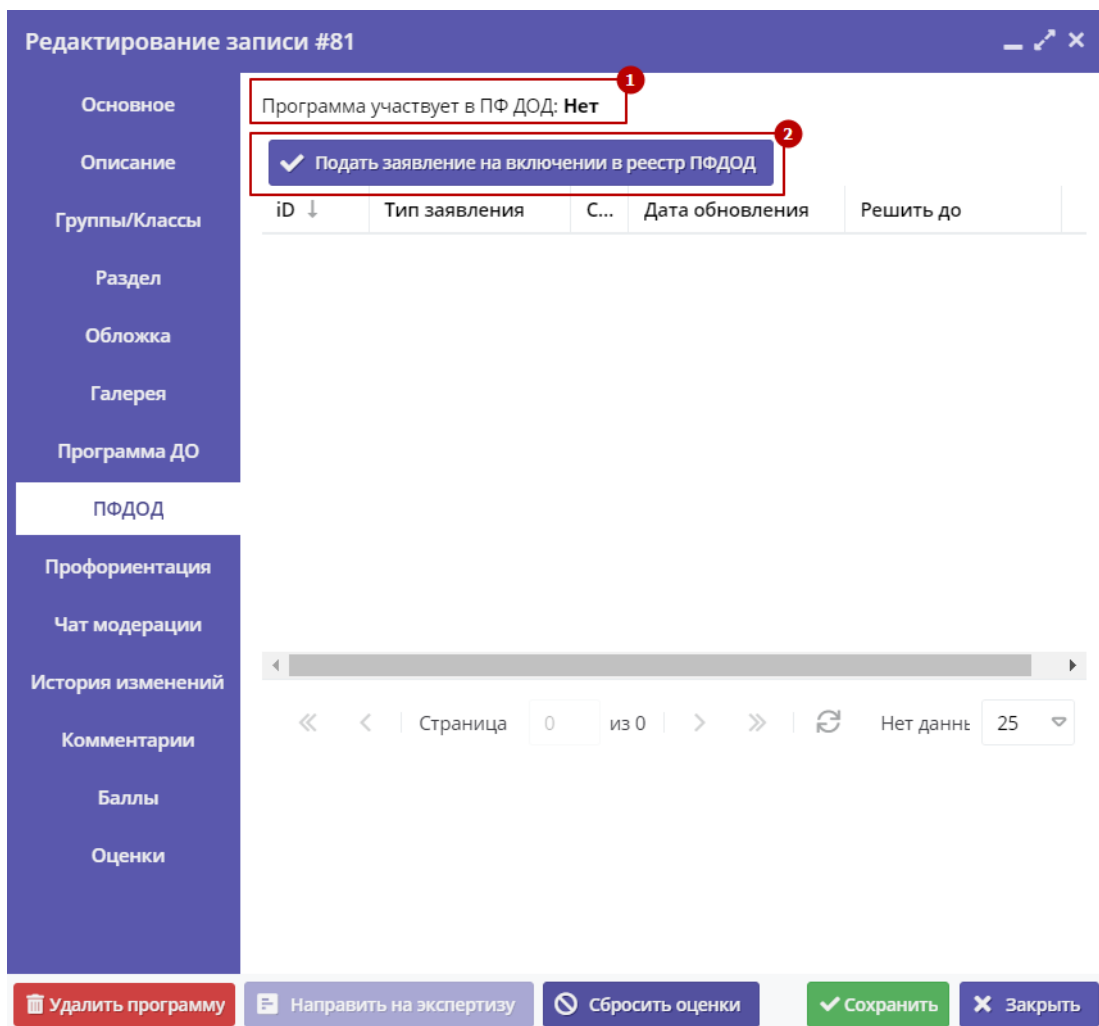 Редактирование записи #81
Основное
Описание
Группы/Классы
Раздел
Обложка
Галерея
Программа ДО
ПФДОД
Профориентация
Чат модерации
История изменений
Комментарии
Баллы
Оценки
1
Программа участвует в ПФ ДОД: Нет
2
Подать заявление на включении в реестр ПФДОД
iD ↓ Тип заявления С... Дата обновления Решить до
Страница 0 из 0 Нет данн 25
Удалить программу Направить на экспертизу Сбросить оценки Сохранить Закрыть